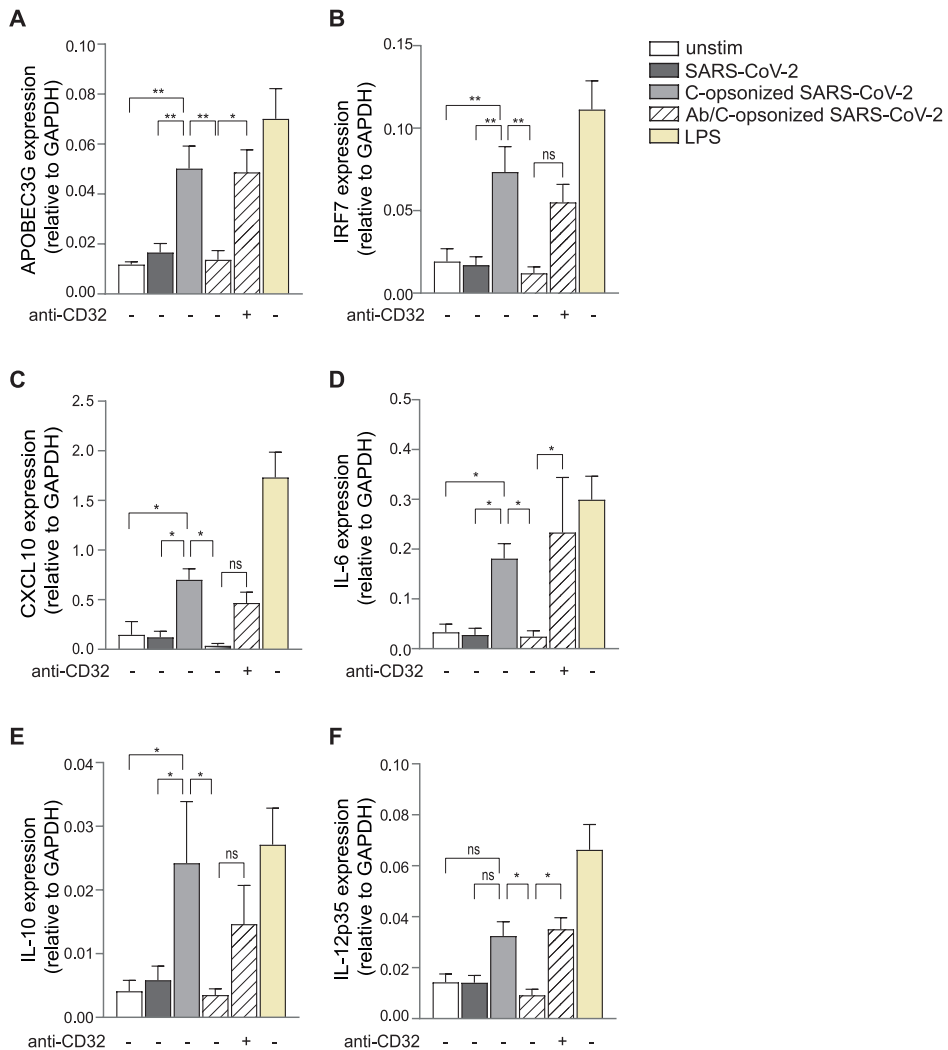 A
B
unstim
SARS-CoV-2
C-opsonized SARS-CoV-2
Ab/C-opsonized SARS-CoV-2
LPS
APOBEC3G expression
(relative to GAPDH)
0.10
0.08
0.06
0.04
0.02
0.00
** ** ** *
anti-CD32 - - - - + -
IRF7 expression
(relative to GAPDH)
0.15
0.10
0.05
0.00
** ** ** ns
- - - - + -
C
D
CXCL10 expression
(relative to GAPDH)
2.5
2.0
1.5
1.0
0.5
0.0
* * * ns
anti-CD32 - - - - + -
IL-6 expression
(relative to GAPDH)
0.5
0.4
0.3
0.2
0.1
0.0
* * * *
- - - - + -
E
F
IL-10 expression
(relative to GAPDH)
0.04
0.03
0.02
0.01
0.00
* * * ns
anti-CD32 - - - - + -
IL-12p35 expression
(relative to GAPDH)
0.10
0.08
0.06
0.04
0.02
0.00
ns ns * *
- - - - + -